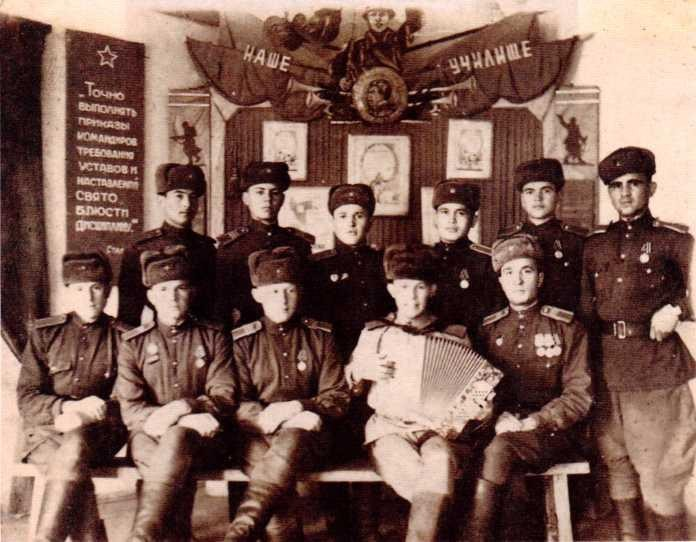 НАШЕ УЧИЛИЩЕ
„Точно
выполнять
приказы
командиров
требования
уставов и
наставлений
свято
блюсти
дисциплину."